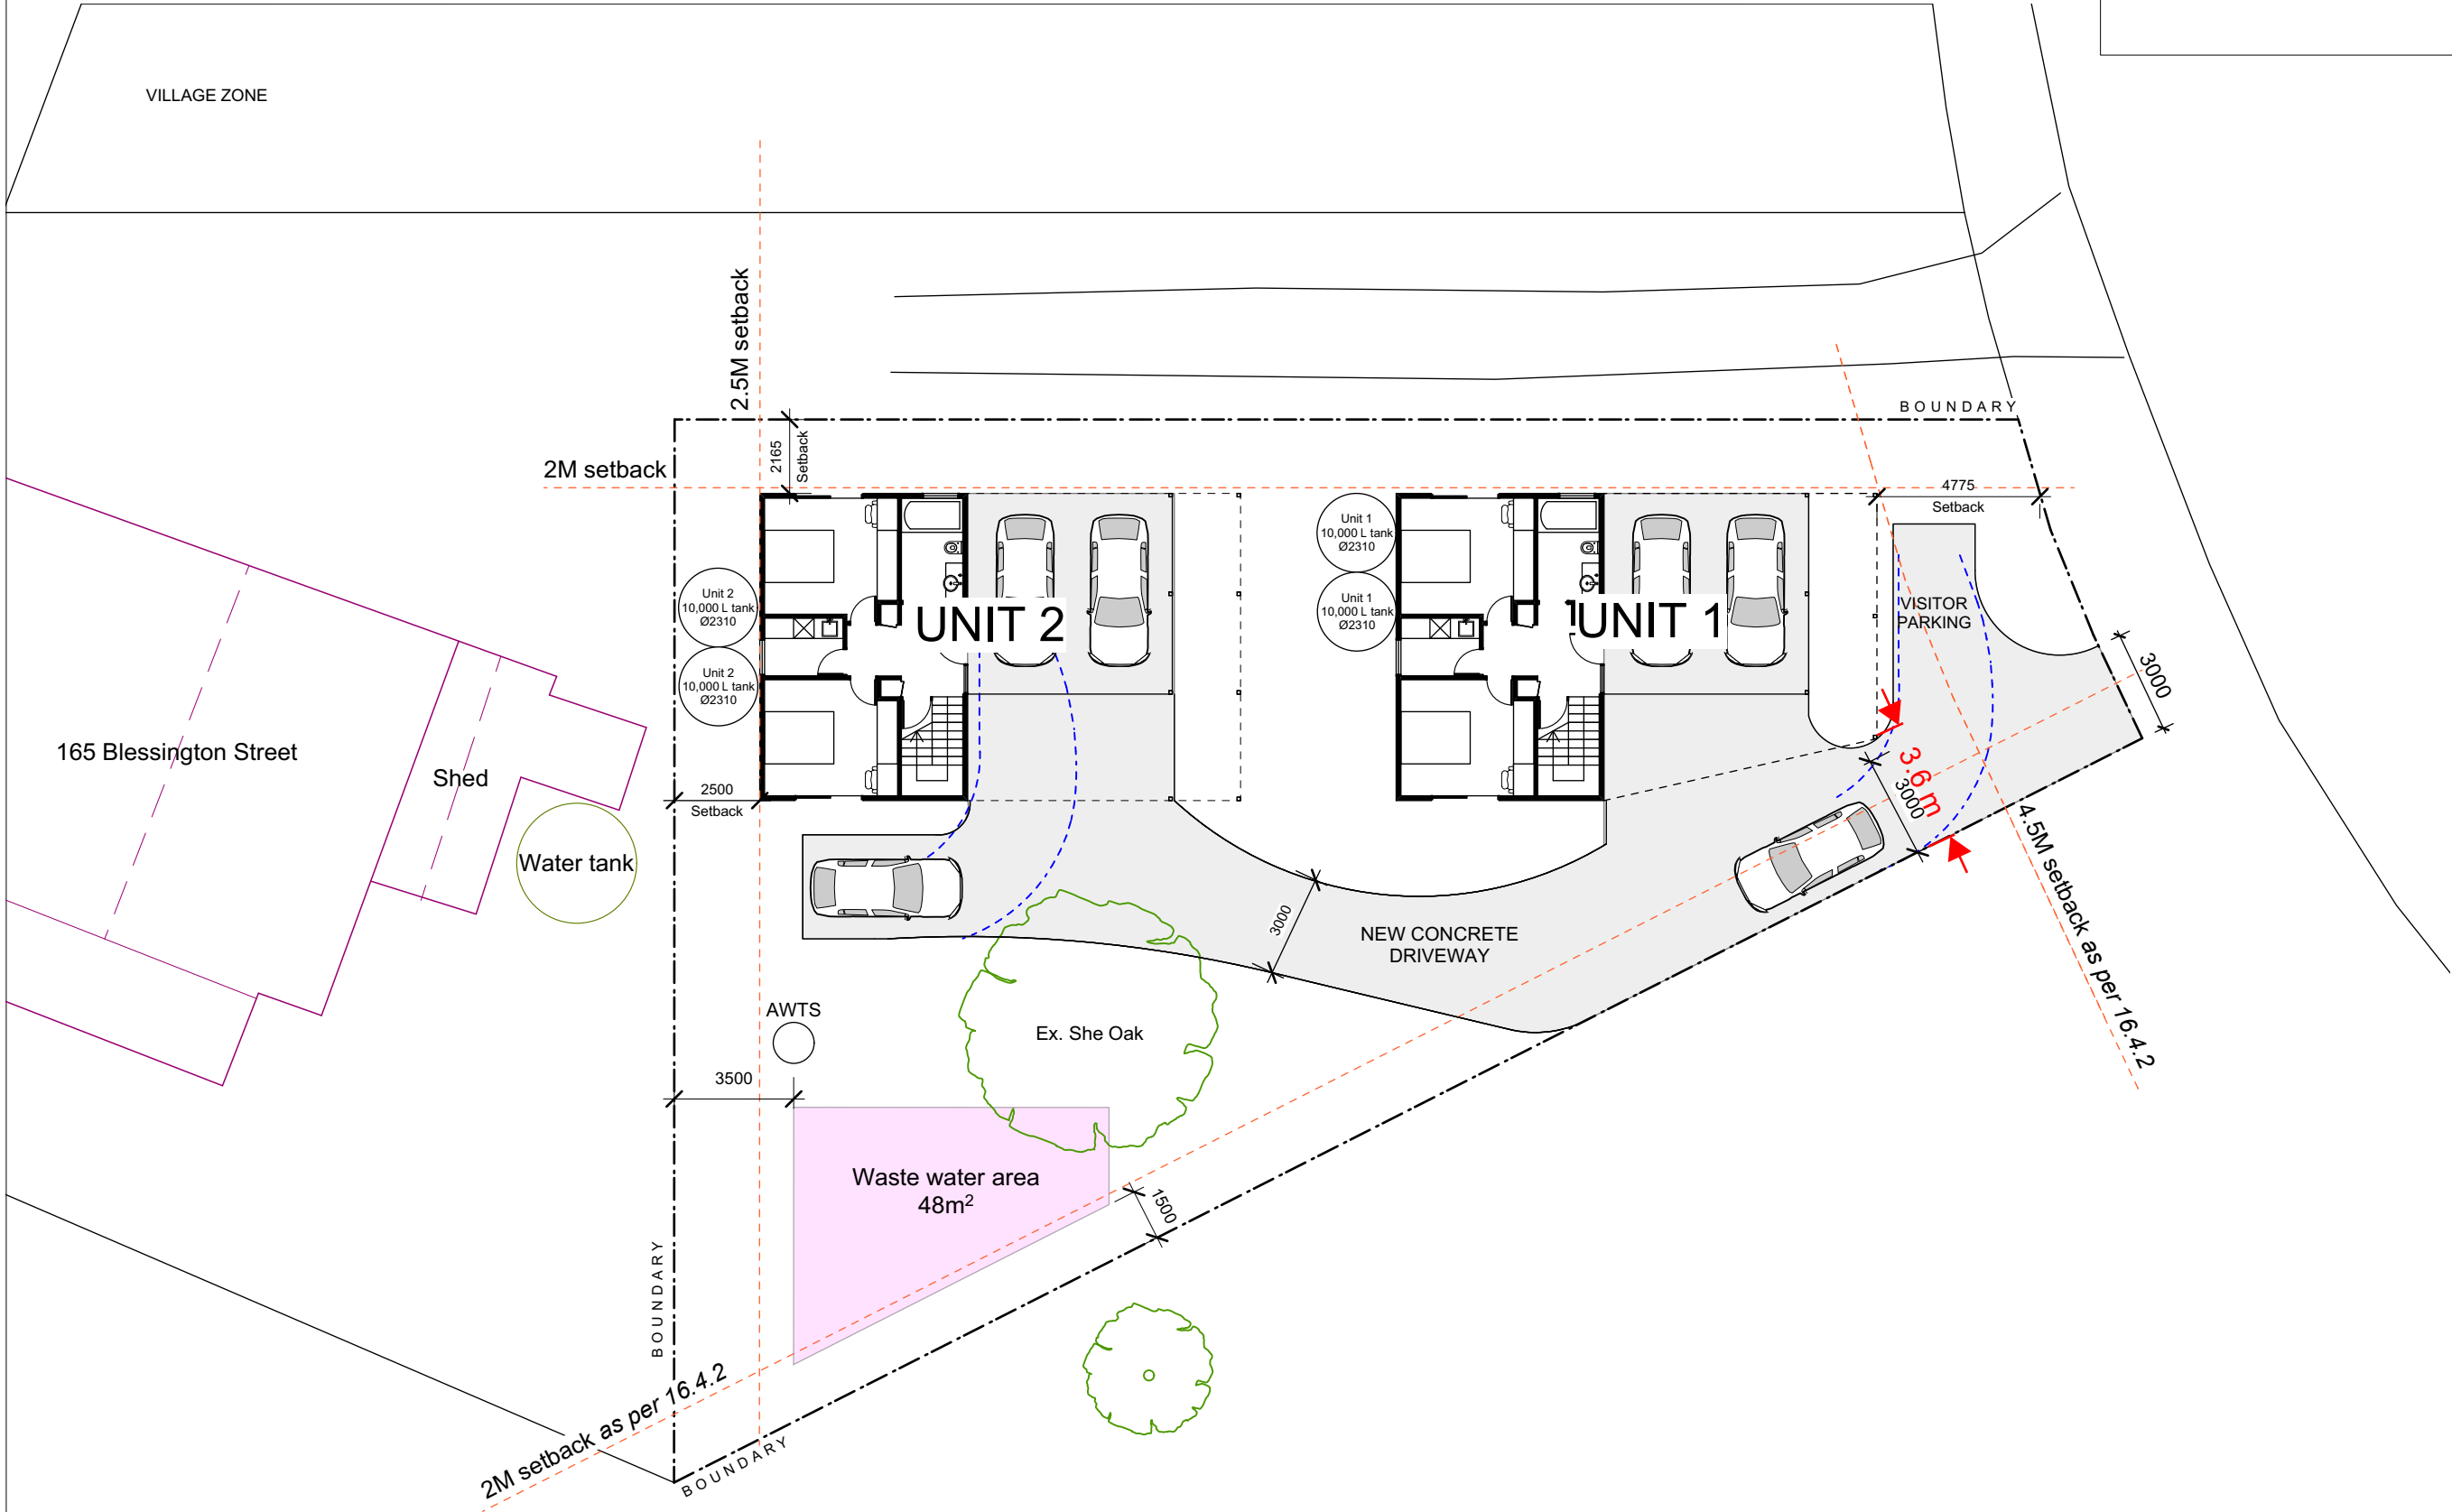 VILLAGE ZONE
2.5M setback
BOUNDARY
2165
Setback
2M setback
4775
Setback
Unit 1
10,000 L tank
Ø2310
Unit 2
10,000 L tank
Ø2310
Unit 1
10,000 L tank
Ø2310
UNIT 2
UNIT 1
VISITOR
PARKING
3000
Unit 2
10,000 L tank
Ø2310
165 Blessington Street
Shed
2500
Setback
3.6 m
3000
4.5M setback as per 16.4.2
Water tank
3000
NEW CONCRETE
DRIVEWAY
AWTS
Ex. She Oak
3500
Waste water area
48m²
1500
BOUNDARY
2M setback as per 16.4.2
BOUNDARY